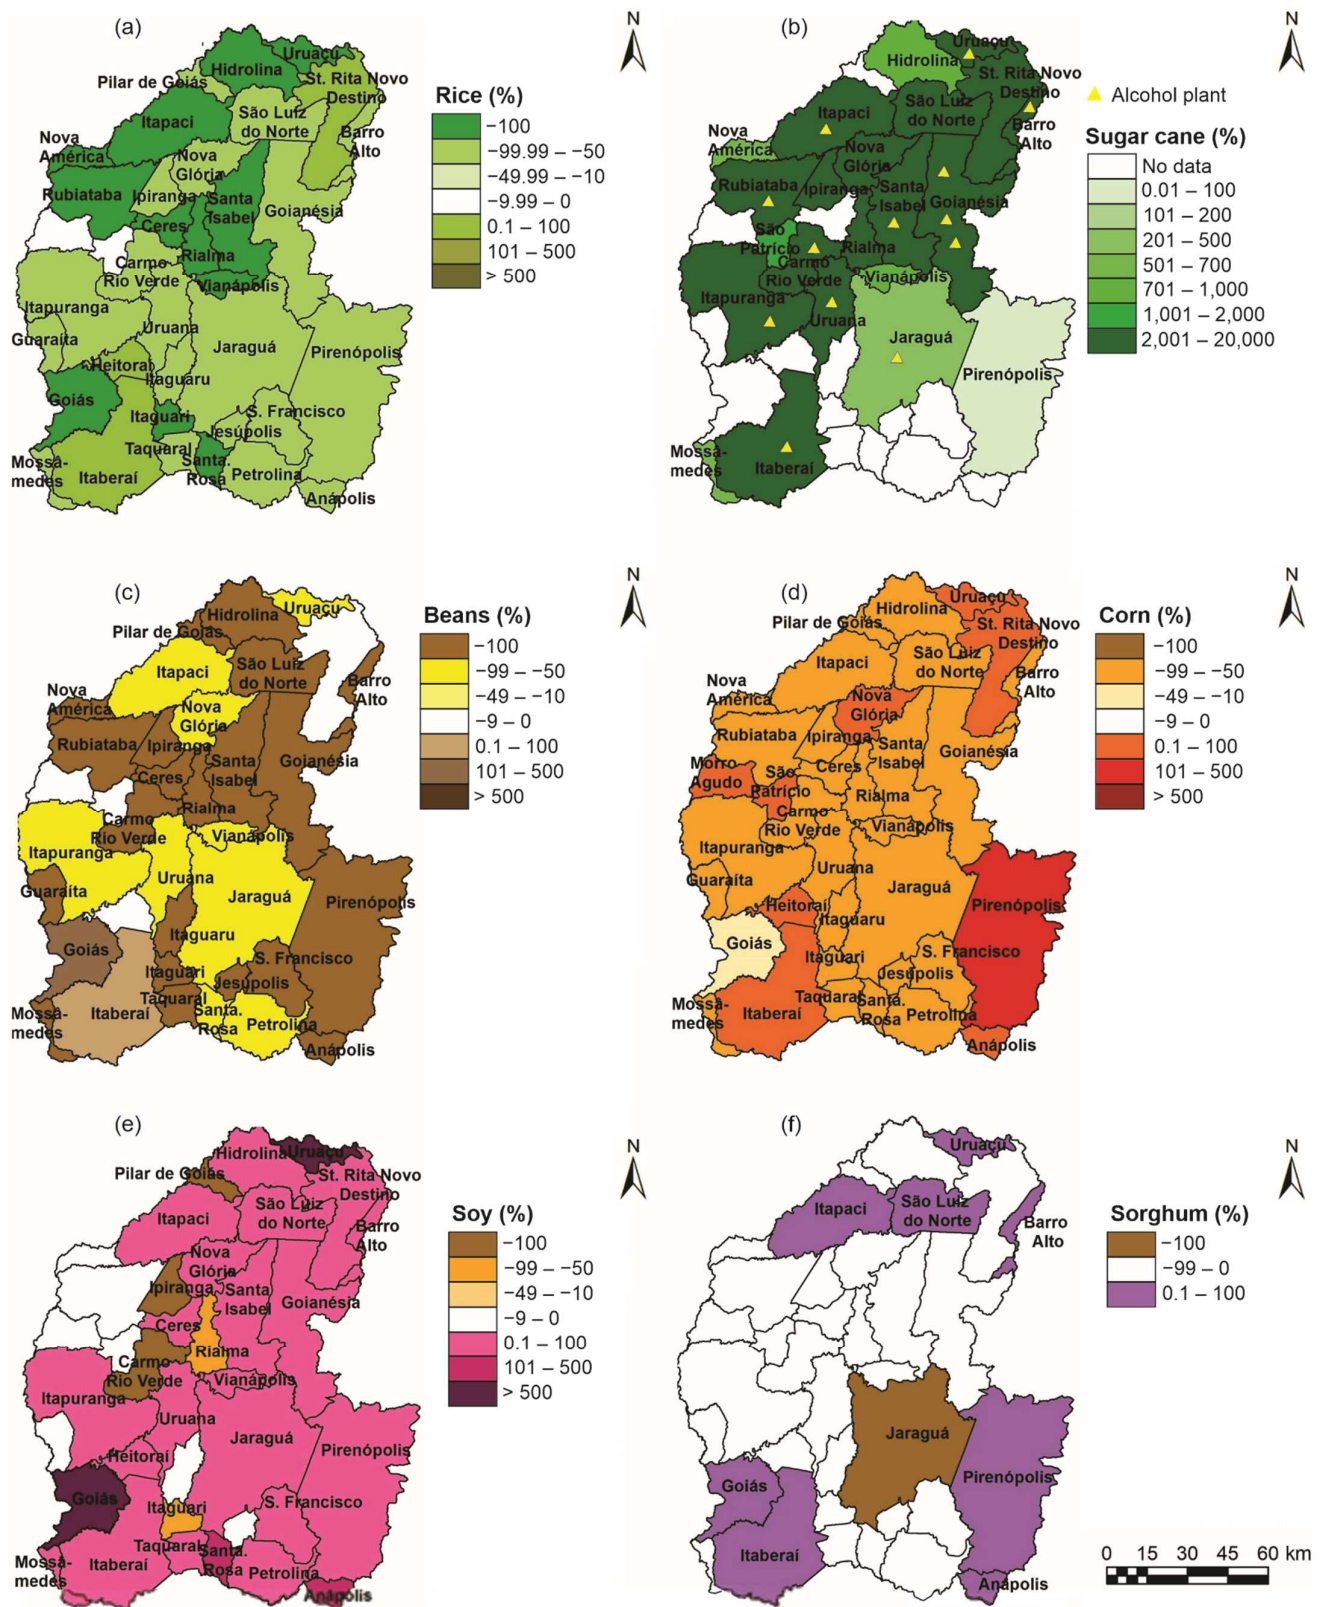 (a)
N
Uruaçu
Hidrolina
Pilar de Goiás
St. Rita Novo
Destino
Itapaci
São Luiz
do Norte
Barro
Alto
Nova
América
Nova
Glória
Rubiataba
Ipiranga
Santa
Isabel
Goianésia
Ceres
Rialma
Carmo
Rio Verde
Vianápolis
Itapuranga
Uruana
Guaraíta
Jaraguá
Pirenópolis
Heitoraí
Itaguaru
Goiás
Itaguari
S. Francisco
Jesúpolis
Taquaral
Santa.
Rosa
Mossâ-
medes
Itaberaí
Petrolina
Anápolis
Rice (%)
−100
−99.99 – −50
−49.99 – −10
−9.99 – 0
0.1 – 100
101 – 500
> 500
(b)
N
Uruaçu
Hidrolina
St. Rita Novo
Destino
Itapaci
São Luiz
do Norte
Barro
Alto
Nova
América
Nova
Glória
Rubiataba
Ipiranga
Santa
Isabel
Goianésia
São
Patrício
Rialma
Carmo
Rio Verde
Vianápolis
Itapuranga
Uruana
Jaraguá
Pirenópolis
Mossâ-
medes
Itaberaí
Alcohol plant
Sugar cane (%)
No data
0.01 – 100
101 – 200
201 – 500
501 – 700
701 – 1,000
1,001 – 2,000
2,001 – 20,000
(c)
N
Uruaçu
Hidrolina
Pilar de Goiás
Itapaci
São Luiz
do Norte
Barro
Alto
Nova
América
Nova
Glória
Rubiataba
Ipiranga
Santa
Isabel
Goianésia
Ceres
Rialma
Carmo
Rio Verde
Vianápolis
Itapuranga
Uruana
Guaraíta
Jaraguá
Pirenópolis
Itaguaru
Goiás
S. Francisco
Itaguari
Jesúpolis
Taquaral
Santa.
Rosa
Mossâ-
medes
Itaberaí
Petrolina
Anápolis
Beans (%)
−100
−99 – −50
−49 – −10
−9 – 0
0.1 – 100
101 – 500
> 500
(d)
N
Uruaçu
Hidrolina
Pilar de Goiás
St. Rita Novo
Destino
Itapaci
São Luiz
do Norte
Barro
Alto
Nova
América
Nova
Glória
Rubiataba
Ipiranga
Santa
Isabel
Goianésia
Morro
Agudo
São
Patrício
Ceres
Rialma
Carmo
Rio Verde
Vianápolis
Itapuranga
Uruana
Guaraíta
Jaraguá
Pirenópolis
Heitoraí
Itaguaru
Goiás
S. Francisco
Itaguari
Jesúpolis
Taquaral
Santa.
Rosa
Mossâ-
medes
Itaberaí
Petrolina
Anápolis
Corn (%)
−100
−99 – −50
−49 – −10
−9 – 0
0.1 – 100
101 – 500
> 500
(e)
N
Hidrolina
Uruaçu
Pilar de Goiás
St. Rita Novo
Destino
Itapaci
São Luiz
do Norte
Barro
Alto
Nova
Glória
Ipiranga
Santa
Isabel
Goianésia
Ceres
Rialma
Carmo
Rio Verde
Vianápolis
Itapuranga
Uruana
Jaraguá
Pirenópolis
Heitoraí
Goiás
Itaguari
S. Francisco
Taquaral
Santa.
Rosa
Mossâ-
medes
Itaberaí
Petrolina
Anápolis
Soy (%)
−100
−99 – −50
−49 – −10
−9 – 0
0.1 – 100
101 – 500
> 500
(f)
N
Uruaçu
Itapaci
São Luiz
do Norte
Barro
Alto
Jaraguá
Pirenópolis
Goiás
Itaberaí
Anápolis
Sorghum (%)
−100
−99 – 0
0.1 – 100
0 15 30 45 60 km